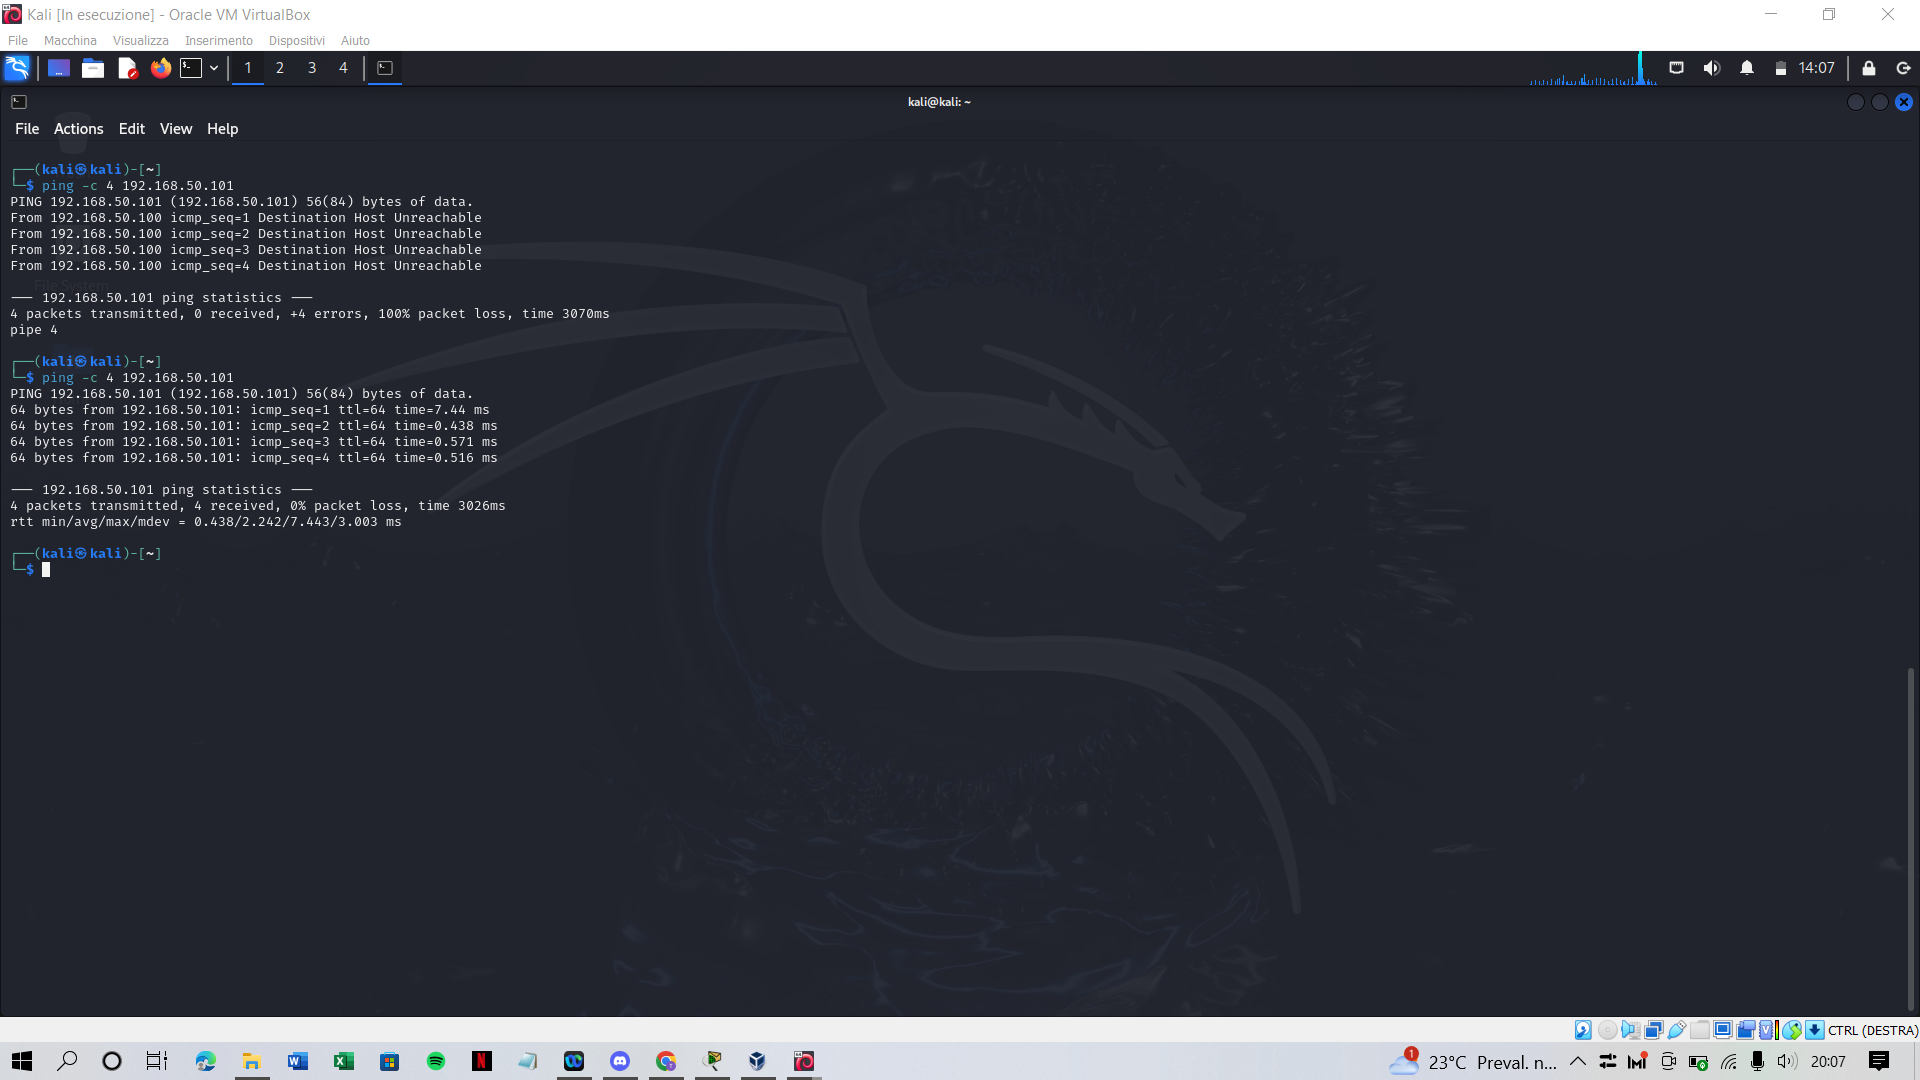 Kali [In esecuzione] - Oracle VM VirtualBox
File Macchina Visualizza Inserimento Dispositivi Aiuto
1 2 3 4 14:07
kali@kali: ~
File Actions Edit View Help
┌──(kali㉿kali)-[~]
└─$ ping -c 4 192.168.50.101
PING 192.168.50.101 (192.168.50.101) 56(84) bytes of data.
From 192.168.50.100 icmp_seq=1 Destination Host Unreachable
From 192.168.50.100 icmp_seq=2 Destination Host Unreachable
From 192.168.50.100 icmp_seq=3 Destination Host Unreachable
From 192.168.50.100 icmp_seq=4 Destination Host Unreachable
File System
--- 192.168.50.101 ping statistics ---
4 packets transmitted, 0 received, +4 errors, 100% packet loss, time 3070ms
pipe 4
┌──(kali㉿kali)-[~]
└─$ ping -c 4 192.168.50.101
PING 192.168.50.101 (192.168.50.101) 56(84) bytes of data.
64 bytes from 192.168.50.101: icmp_seq=1 ttl=64 time=7.44 ms
64 bytes from 192.168.50.101: icmp_seq=2 ttl=64 time=0.438 ms
64 bytes from 192.168.50.101: icmp_seq=3 ttl=64 time=0.571 ms
64 bytes from 192.168.50.101: icmp_seq=4 ttl=64 time=0.516 ms
--- 192.168.50.101 ping statistics ---
4 packets transmitted, 4 received, 0% packet loss, time 3026ms
rtt min/avg/max/mdev = 0.438/2.242/7.443/3.003 ms
┌──(kali㉿kali)-[~]
└─$
CTRL (DESTRA)
1 23°C Preval. n... 20:07